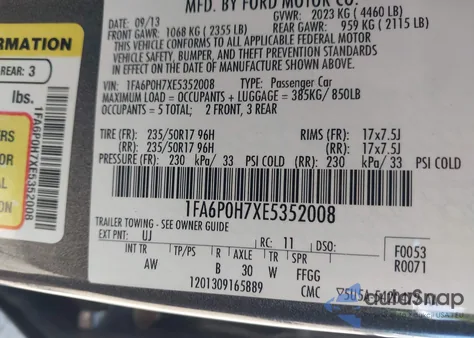 MFD. BY FORD MOTOR CO.
DATE: 09/13 GVWR: 2023 KG ( 4460 LB)
FRONT GAWR: 1068 KG ( 2355 LB) REAR GAWR: 959 KG ( 2115 LB)
THIS VEHICLE CONFORMS TO ALL APPLICABLE FEDERAL MOTOR
VEHICLE SAFETY, BUMPER, AND THEFT PREVENTION STANDARDS
IN EFFECT ON THE DATE OF MANUFACTURE SHOWN ABOVE.
VIN: 1FA6P0H7XE5352008 TYPE: Passenger Car
MAXIMUM LOAD = OCCUPANTS + LUGGAGE = 385KG/ 850LB
OCCUPANTS = 5 TOTAL; 2 FRONT, 3 REAR
TIRE (FR): 235/50R17 96H RIMS (FR): 17x7.5J
(RR): 235/50R17 96H (RR): 17x7.5J
PRESSURE (FR): 230 kPa/ 33 PSI COLD (RR) 230 kPa/ 33 PSI COLD
1FA6P0H7XE5352008
TRAILER TOWING - SEE OWNER GUIDE
EXT PNT: UJ RC: 11 DSO: F0053
INT TR TP/PS R AXLE TR SPR R0071
AW B 30 W FFGG
1201309165889 CMC
ORMATION
REAR: 3
lbs.
1FA6P0H7XE5352008
autoSnap